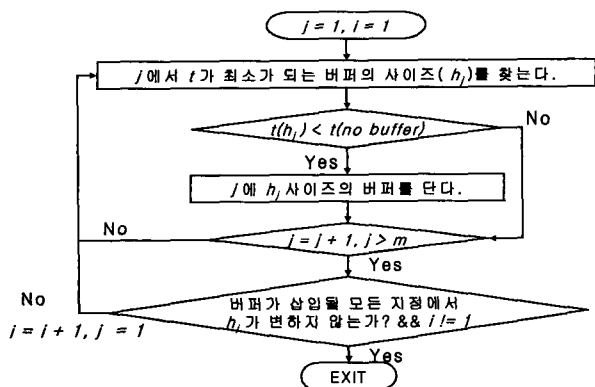 j = 1, i = 1
j 에서 t 가 최소가 되는 버퍼의 사이즈( hj )를 찾는다.
t(hj) < t(no buffer)
No
Yes
j 에 hj 사이즈의 버퍼를 단다.
No
j = j + 1, j > m
Yes
No
버퍼가 삽입될 모든 지점에서
hj 가 변하지 않는가? && i != 1
j = i + 1, j = 1
Yes
EXIT